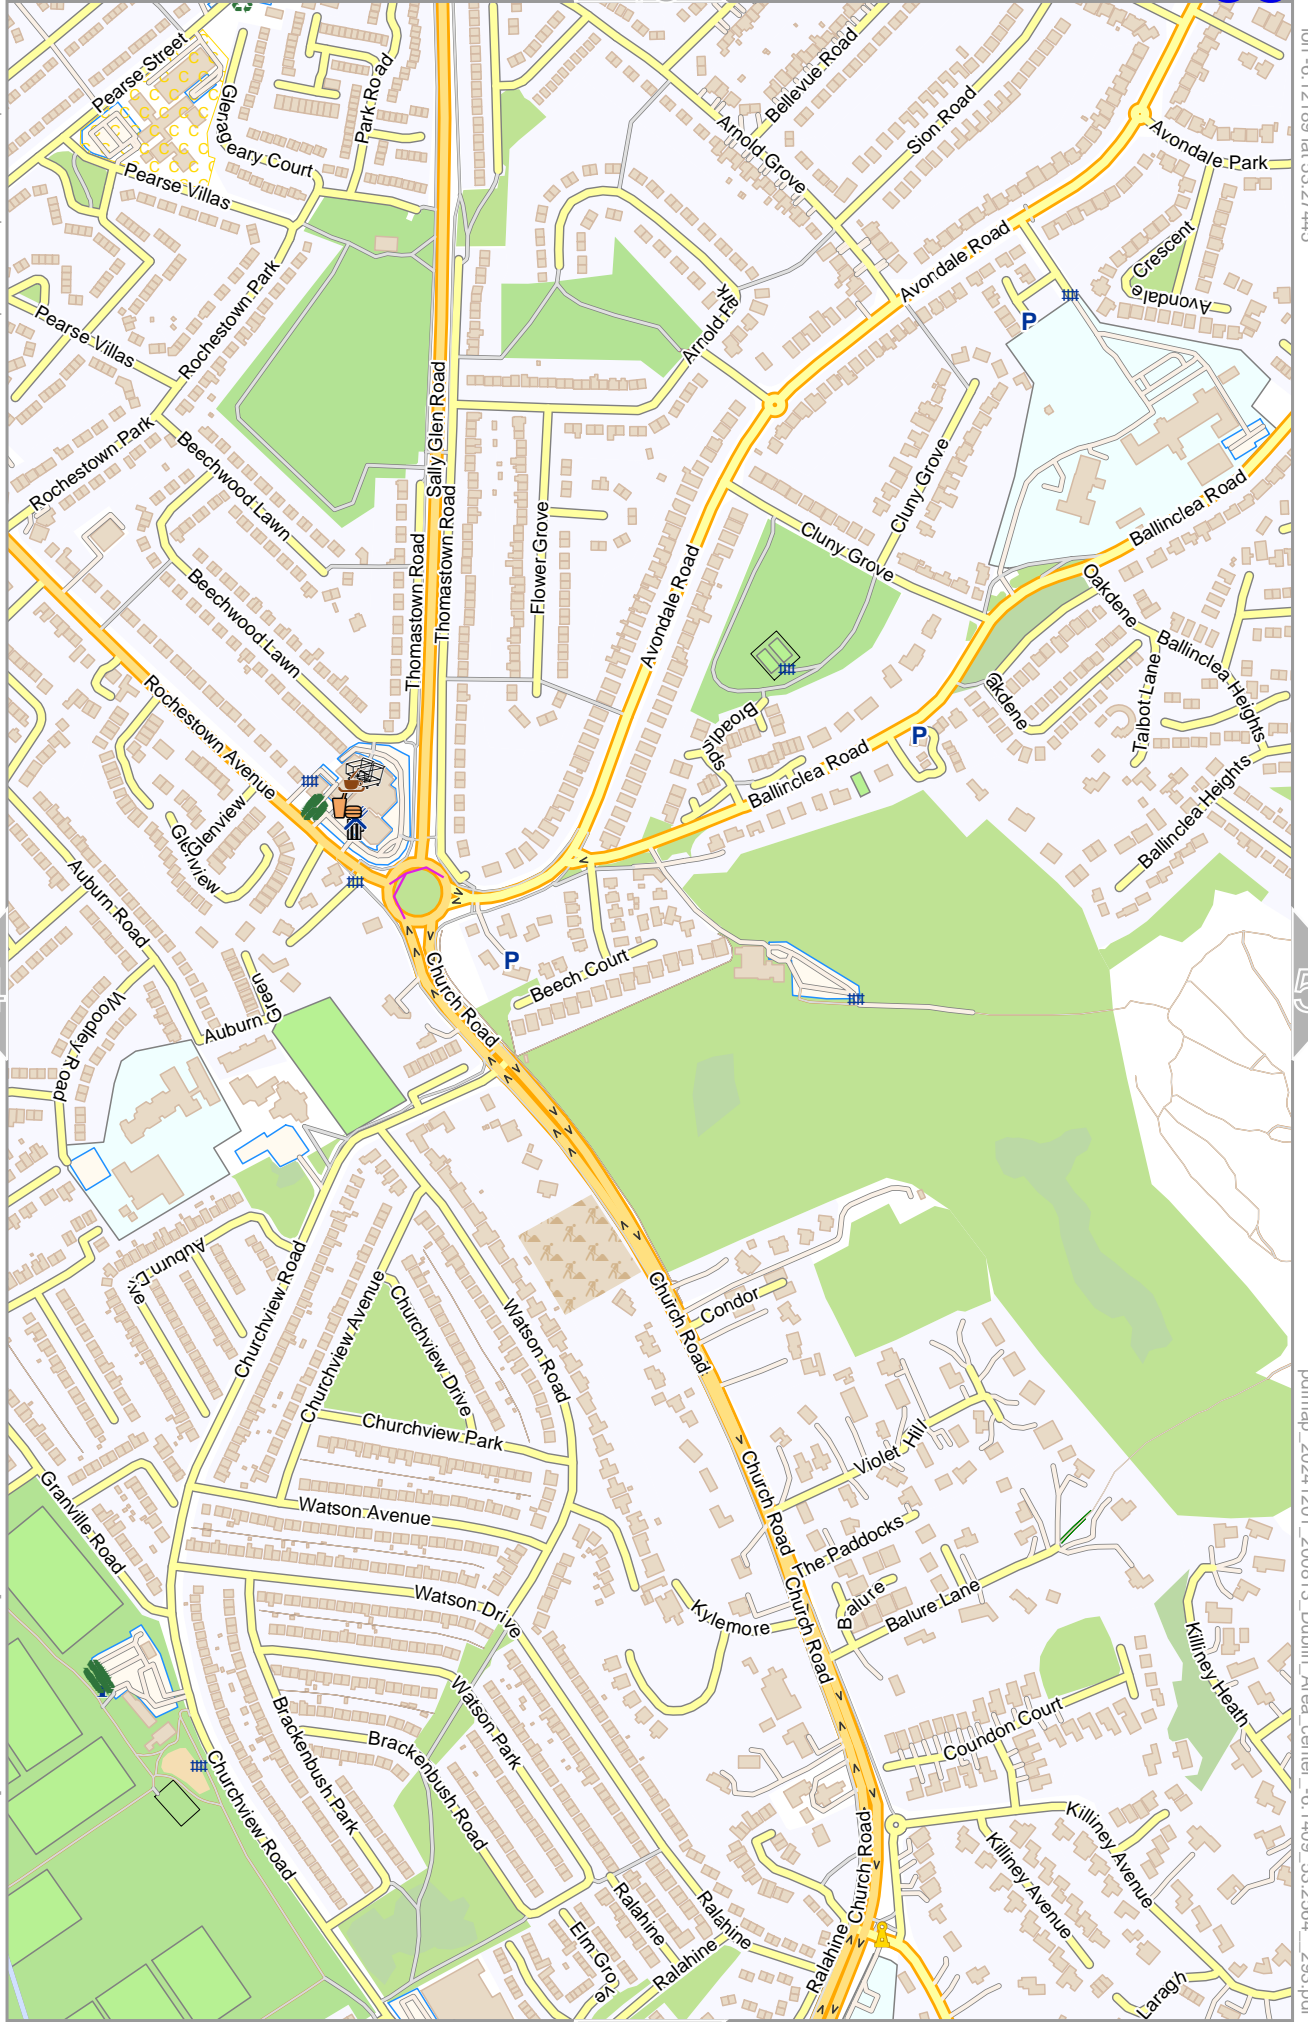 Pearse Street
Glenageary Court
Park Road
Bellevue Road
Sion Road
Arnold Grove
Avondale Park
Pearse Villas
Avondale Road
Crescent
Avondale
Rochestown Park
P
Arnold Park
Pearse Villas
Sally Glen Road
Rochestown Park
Beechwood Lawn
Cluny Grove
Ballinclea Road
Thomastown Road
Thomastown Road
Flower Grove
Cluny Grove
Avondale Road
Beechwood Lawn
Oakdene
Ballinclea Heights
Talbot Lane
Rochestown Avenue
Oakdene
Broadlands
P
Ballinclea Road
Ballinclea Heights
Glenview
Glenview
Auburn Road
Church Road
P
Beech Court
Woodley Road
Auburn Green
Auburn Drive
Churchview Road
Churchview Avenue
Churchview Drive
Watson Road
Church Road
Condor
Churchview Park
Violet Hill
Granville Road
Watson Avenue
Church Road
The Paddocks
Watson Drive
Kylemore
Church Road
Balure
Balure Lane
Killiney Heath
Brackenbush Park
Watson Park
Coundon Court
Brackenbush Road
Churchview Road
Church Road
Killiney Avenue
Killiney Avenue
Ralahine
Ralahine
Elm Grove
Ralahine
Ralahine
Laragh